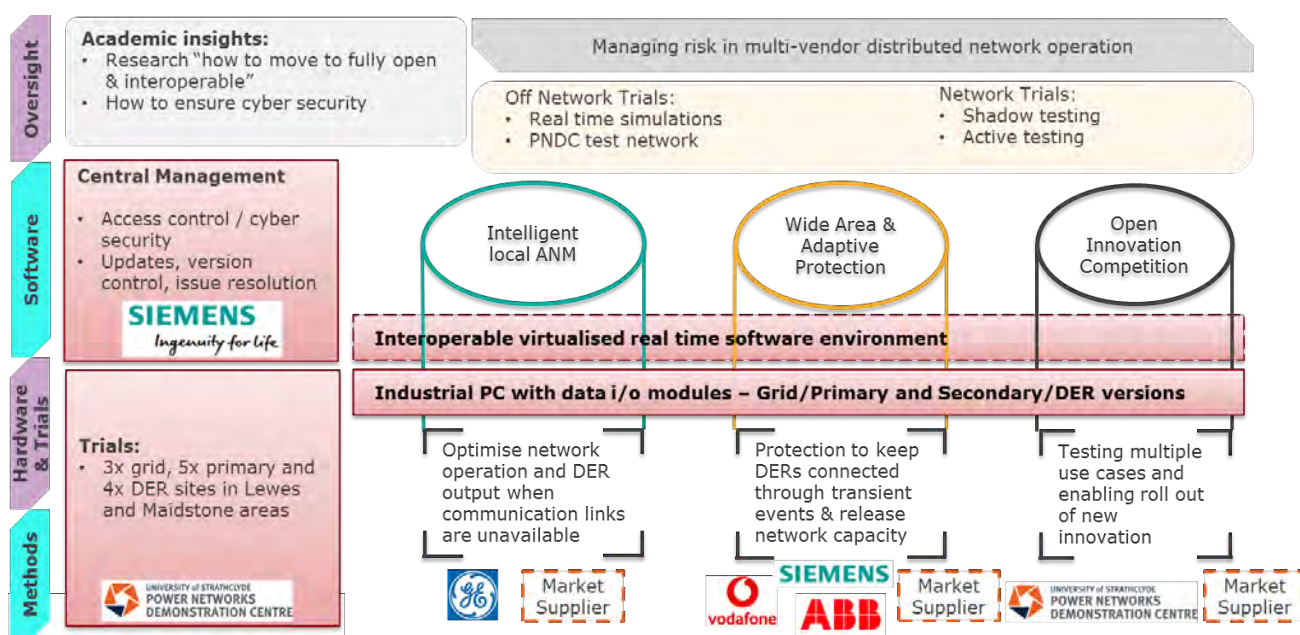 Oversight
Academic insights:
• Research “how to move to fully open
& interoperable”
• How to ensure cyber security
Managing risk in multi-vendor distributed network operation
Off Network Trials:
• Real time simulations
• PNDC test network
Network Trials:
• Shadow testing
• Active testing
Software
Central Management
• Access control / cyber
security
• Updates, version
control, issue resolution
SIEMENS
Ingenuity for life
Intelligent
local ANM
Wide Area &
Adaptive
Protection
Open
Innovation
Competition
Interoperable virtualised real time software environment
Hardware
& Trials
Industrial PC with data i/o modules – Grid/Primary and Secondary/DER versions
Trials:
• 3x grid, 5x primary and
4x DER sites in Lewes
and Maidstone areas
Optimise network
operation and DER
output when
communication links
are unavailable
Protection to keep
DERs connected
through transient
events & release
network capacity
Testing multiple
use cases and
enabling roll out
of new
innovation
Methods
UNIVERSITY of STRATHCLYDE
POWER NETWORKS
DEMONSTRATION CENTRE
GE
Market
Supplier
vodafone
SIEMENS
ABB
Market
Supplier
UNIVERSITY of STRATHCLYDE
POWER NETWORKS
DEMONSTRATION CENTRE
Market
Supplier